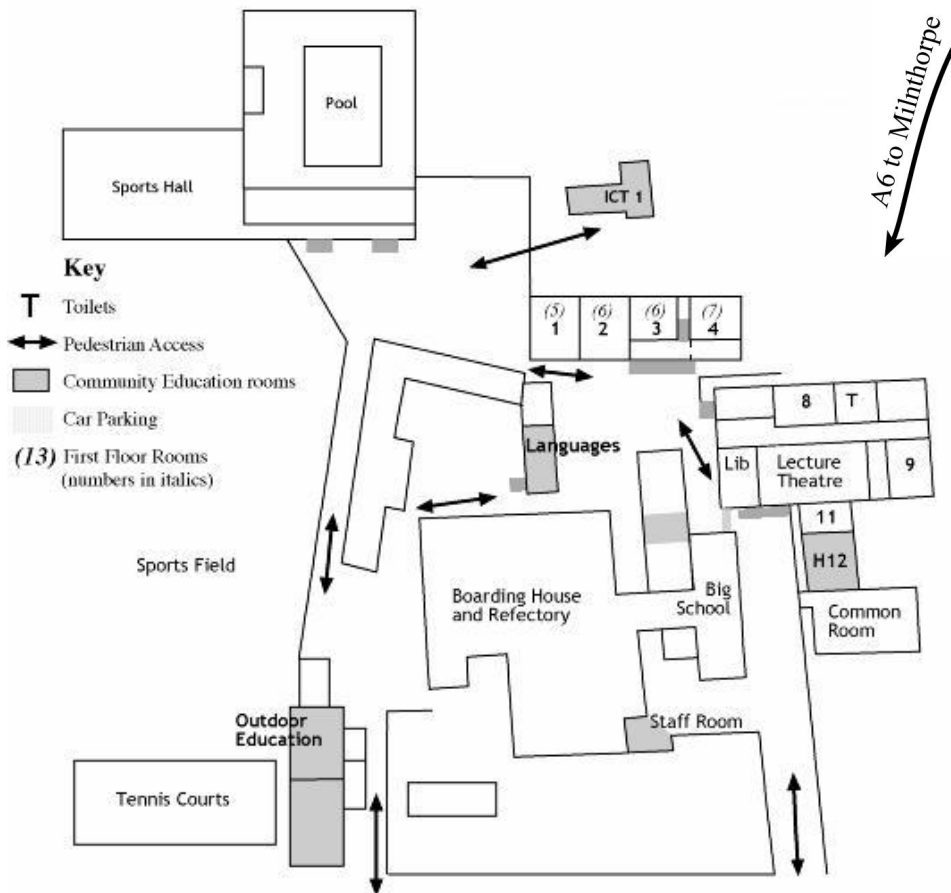 A6 to Milnthorpe
Pool
Sports Hall
ICT 1
Key
T Toilets
Pedestrian Access
Community Education rooms
Car Parking
(13) First Floor Rooms
(numbers in italics)
(5) (6) (6) (7)
1 2 3 4
8 T
Languages
Lib Lecture
Theatre
9
11
H12
Sports Field
Boarding House
and Refectory
Big
School
Common
Room
Outdoor
Education
Staff Room
Tennis Courts